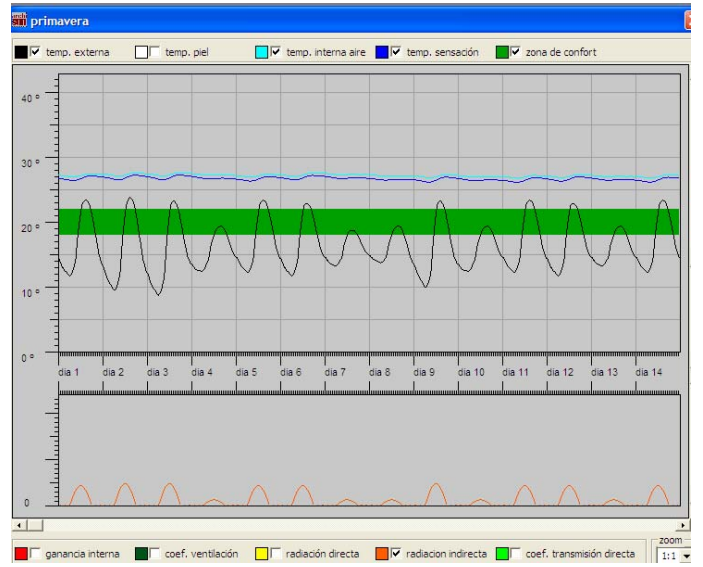 primavera
temp. externa temp. piel temp. interna aire temp. sensación zona de confort
40 º
30 º
20 º
10 º
0 º
dia 1 dia 2 dia 3 dia 4 dia 5 dia 6 dia 7 dia 8 dia 9 dia 10 dia 11 dia 12 dia 13 dia 14
0
zoom
ganancia interna coef. ventilación radiación directa radiacion indirecta coef. transmisión directa 1:1